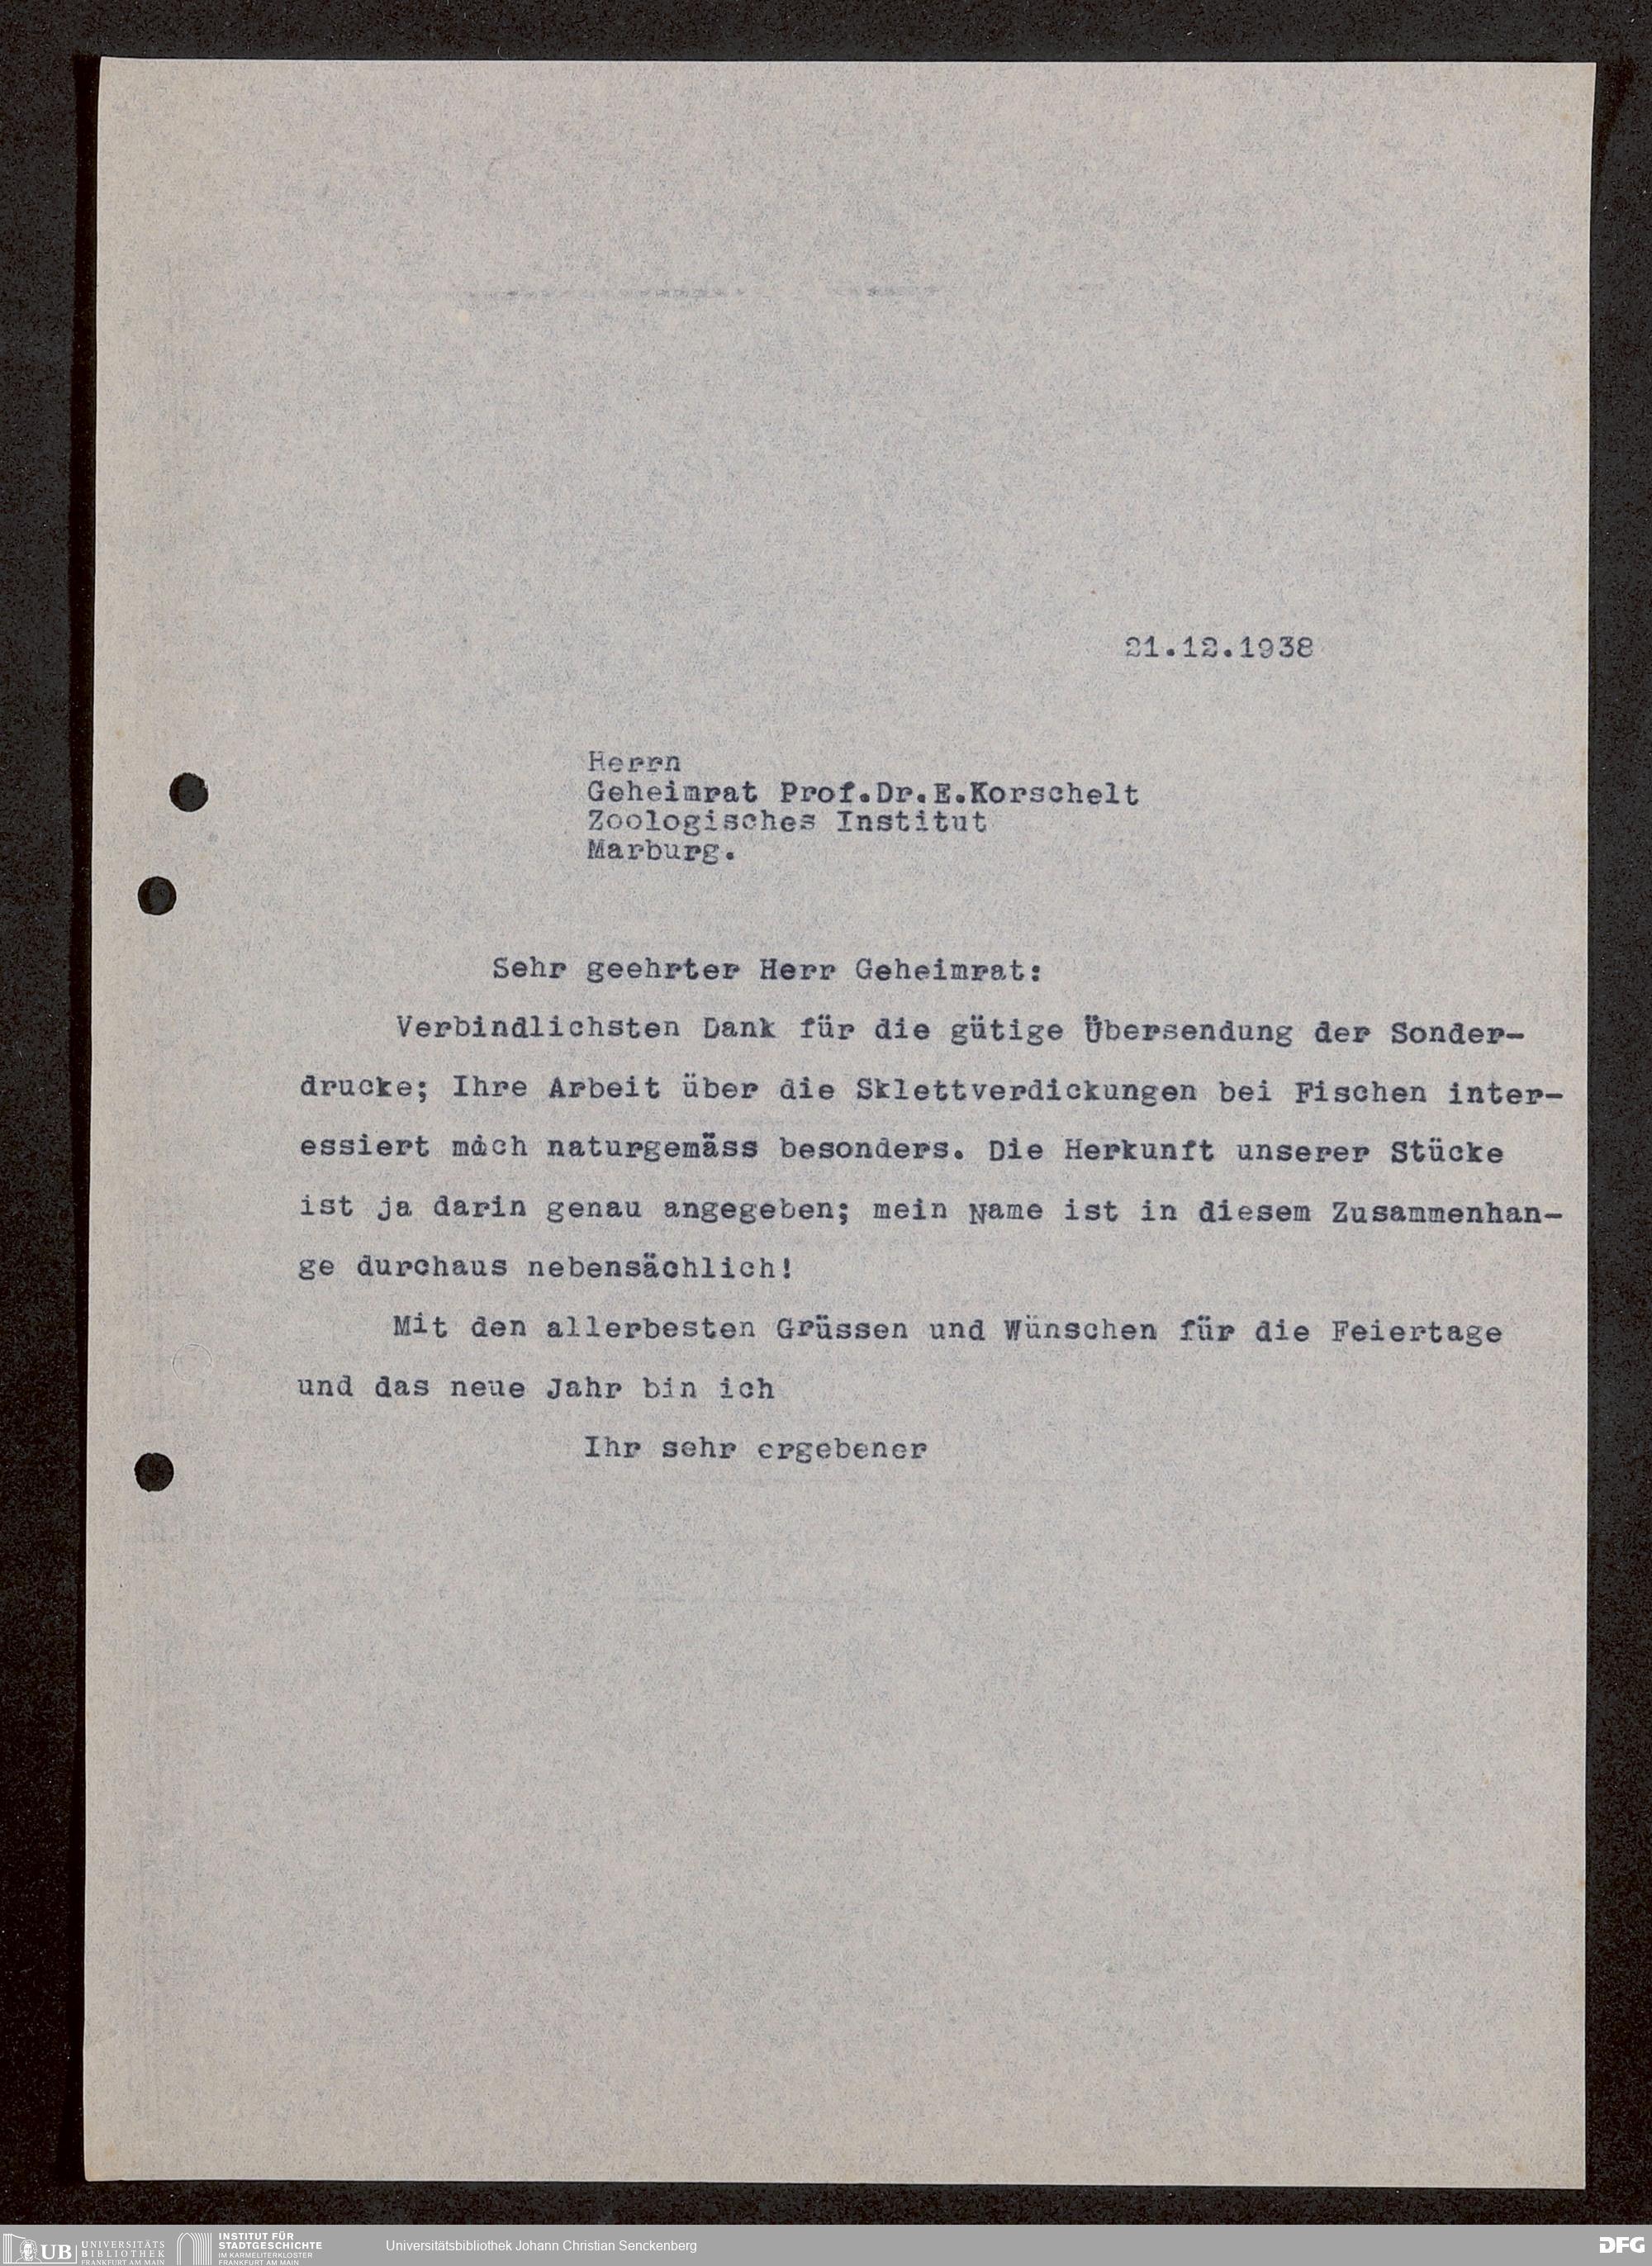 21.12.1938
Herrn
Geheimrat Prof.Dr.E.Korschelt
Zoologisches Institut
Marburg.
Sehr geehrter Herr Geheimrat:
Verbindlichsten Dank für die gütige Übersendung der Sonder-
drucke; Ihre Arbeit über die Sklettverdickungen bei Fischen inter-
essiert mich naturgemäss besonders. Die Herkunft unserer Stücke
ist ja darin genau angegeben; mein Name ist in diesem Zusammenhan-
ge durchaus nebensächlich!
Mit den allerbesten Grüssen und Wünschen für die Feiertage
und das neue Jahr bin ich
Ihr sehr ergebener
UB UNIVERSITÄTS
BIBLIOTHEK
FRANKFURT AM MAIN
INSTITUT FÜR
STADTGESCHICHTE
IM KARMELITERKLOSTER
FRANKFURT AM MAIN
Universitätsbibliothek Johann Christian Senckenberg
DFG